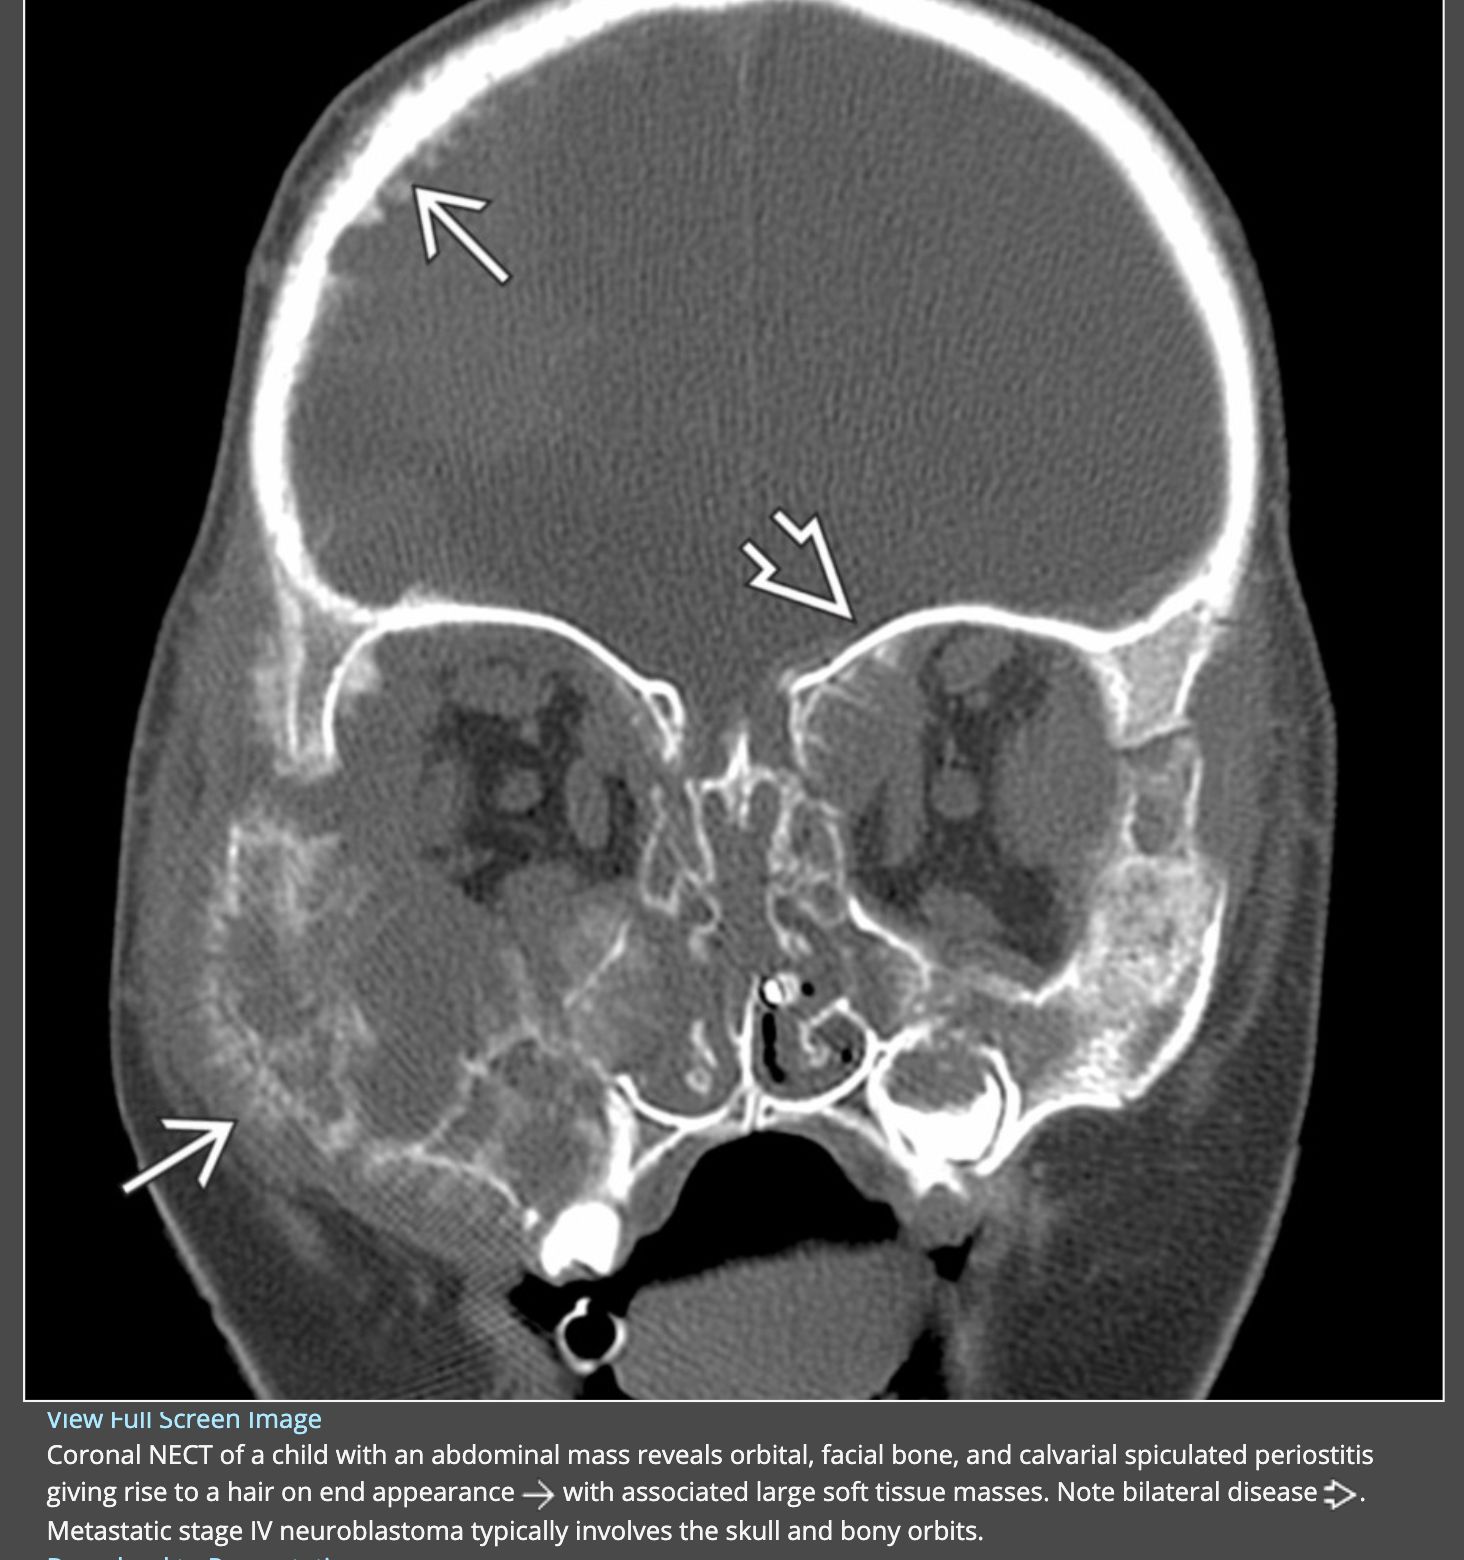 View Full Screen Image
Coronal NECT of a child with an abdominal mass reveals orbital, facial bone, and calvarial spiculated periostitis
giving rise to a hair on end appearance → with associated large soft tissue masses. Note bilateral disease ⇨.
Metastatic stage IV neuroblastoma typically involves the skull and bony orbits.